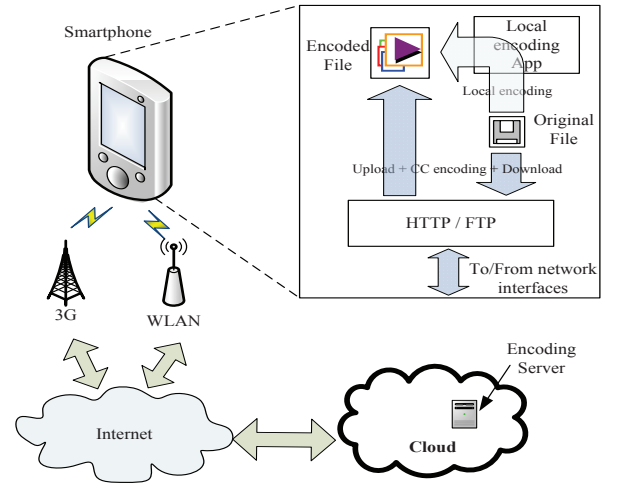 Smartphone
Encoded
File
Local
encoding
App
Local encoding
Original
File
Upload + CC encoding + Download
HTTP / FTP
To/From network
interfaces
3G
WLAN
Encoding
Server
Internet
Cloud